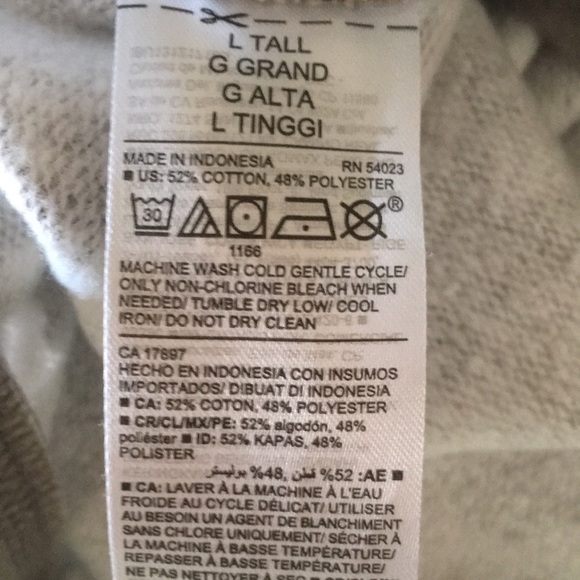 L TALL
G GRAND
G ALTA
L TINGGI
MADE IN INDONESIA RN 54023
■ US: 52% COTTON, 48% POLYESTER
30 ®
1166
MACHINE WASH COLD GENTLE CYCLE/
ONLY NON-CHLORINE BLEACH WHEN
NEEDED/ TUMBLE DRY LOW/ COOL
IRON/ DO NOT DRY CLEAN
CA 17897
HECHO EN INDONESIA CON INSUMOS
IMPORTADOS/ DIBUAT DI INDONESIA
■ CA: 52% COTON, 48% POLYESTER
■ CR/CL/MX/PE: 52% algodón, 48%
poliéster ■ ID: 52% KAPAS, 48%
POLISTER
■ AE: 52% قطن, 48% بوليستر
■ CA: LAVER À LA MACHINE À L'EAU
FROIDE AU CYCLE DÉLICAT/ UTILISER
AU BESOIN UN AGENT DE BLANCHIMENT
SANS CHLORE UNIQUEMENT/ SÉCHER À
LA MACHINE À BASSE TEMPÉRATURE/
REPASSER À BASSE TEMPÉRATURE/
NE PAS NETTOYER À SEC